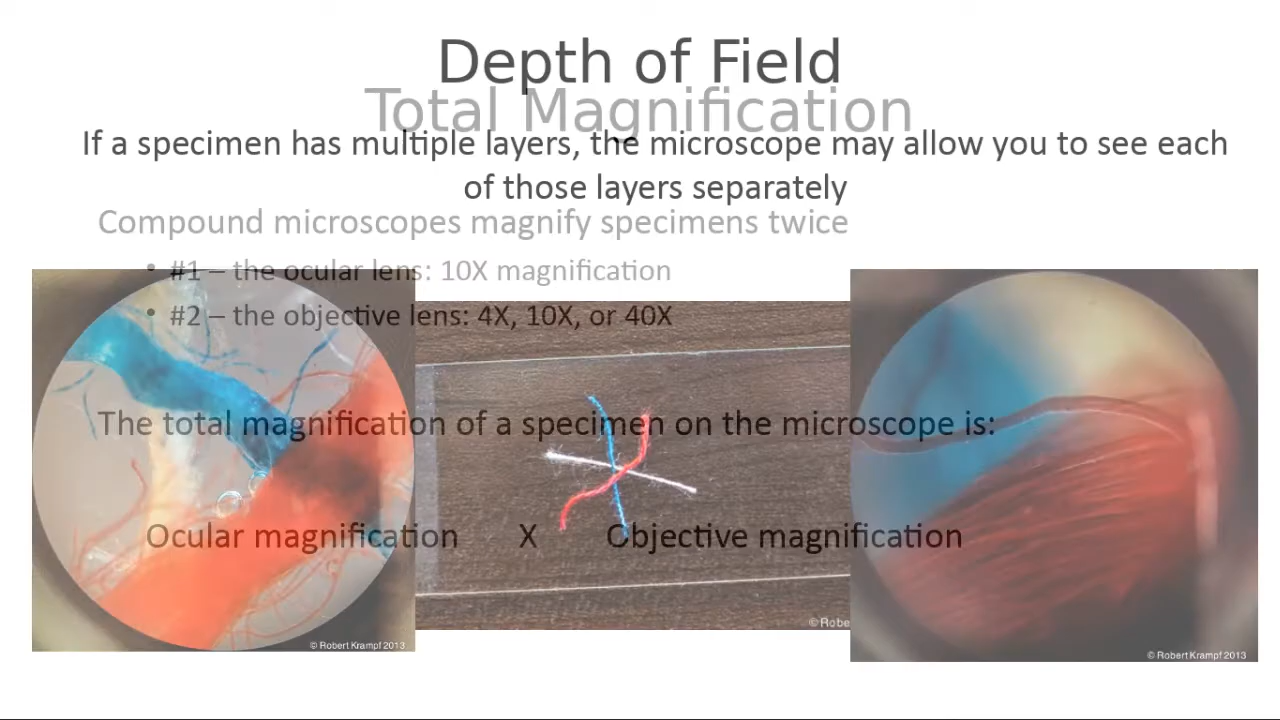 Depth of Field
Total Magnification
If a specimen has multiple layers, the microscope may allow you to see each
of those layers separately
Compound microscopes magnify specimens twice
• #1 – the ocular lens: 10X magnification
• #2 – the objective lens: 4X, 10X, or 40X
The total magnification of a specimen on the microscope is:
Ocular magnification X Objective magnification
© Robe
© Robert Krampf 2013
© Robert Krampf 2013